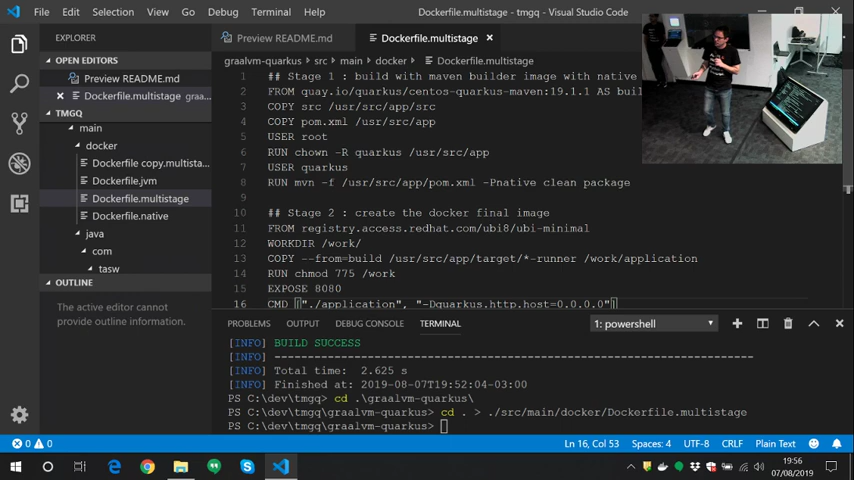 File Edit Selection View Go Debug Terminal Help
Dockerfile.multistage - tmgq - Visual Studio Code
EXPLORER
Preview README.md
Dockerfile.multistage
OPEN EDITORS
Preview README.md
Dockerfile.multistage graa...
TMGQ
main
docker
Dockerfile copy.multista...
Dockerfile.jvm
Dockerfile.multistage
Dockerfile.native
java
com
tasw
OUTLINE
The active editor cannot
provide outline information.
graalvm-quarkus > src > main > docker > Dockerfile.multistage
1 ## Stage 1 : build with maven builder image with native
2 FROM quay.io/quarkus/centos-quarkus-maven:19.1.1 AS buil
3 COPY src /usr/src/app/src
4 COPY pom.xml /usr/src/app
5 USER root
6 RUN chown -R quarkus /usr/src/app
7 USER quarkus
8 RUN mvn -f /usr/src/app/pom.xml -Pnative clean package
9
10 ## Stage 2 : create the docker final image
11 FROM registry.access.redhat.com/ubi8/ubi-minimal
12 WORKDIR /work/
13 COPY --from=build /usr/src/app/target/*-runner /work/application
14 RUN chmod 775 /work
15 EXPOSE 8080
16 CMD ["./application", "-Dquarkus.http.host=0.0.0.0"]
PROBLEMS OUTPUT DEBUG CONSOLE TERMINAL
1: powershell
[INFO] BUILD SUCCESS
[INFO] ------------------------------------------------------------------------
[INFO] Total time: 2.625 s
[INFO] Finished at: 2019-08-07T19:52:04-03:00
PS C:\dev\tmgq> cd .\graalvm-quarkus\
PS C:\dev\tmgq\graalvm-quarkus> cd . > ./src/main/docker/Dockerfile.multistage
PS C:\dev\tmgq\graalvm-quarkus>
0 0
Ln 16, Col 53 Spaces: 4 UTF-8 CRLF Plain Text
19:56
07/08/2019